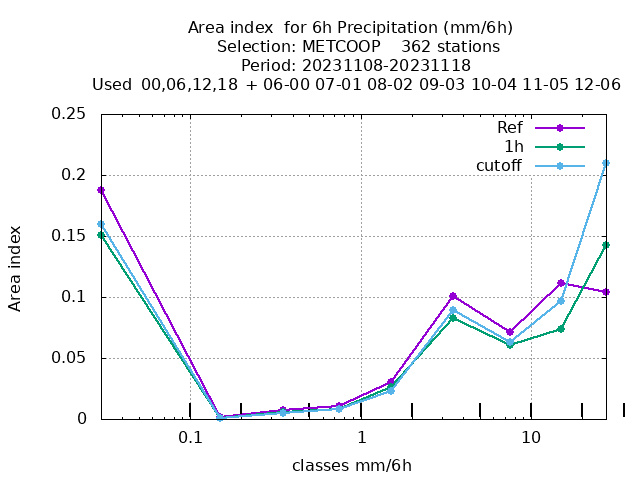 Area index  for 6h Precipitation (mm/6h)
Selection: METCOOP    362 stations
Period: 20231108-20231118
Used  00,06,12,18  + 06-00 07-01 08-02 09-03 10-04 11-05 12-06
Ref
1h
cutoff
0.25
0.2
0.15
0.1
0.05
0
Area index
0.1
1
10
classes mm/6h